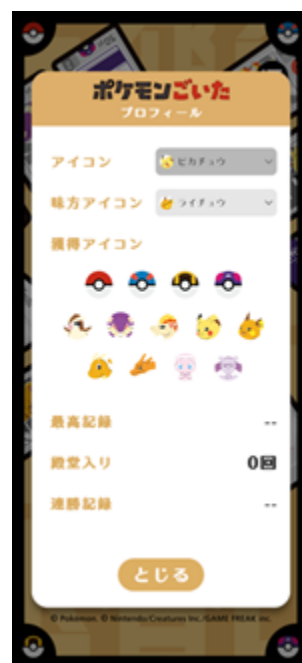 ポケモンごいた
プロフィール
アイコン ピカチュウ
味方アイコン ライチュウ
獲得アイコン
最高記録 --
殿堂入り 0回
連勝記録 --
とじる
© Pokémon. © Nintendo/Creatures Inc./GAME FREAK inc.